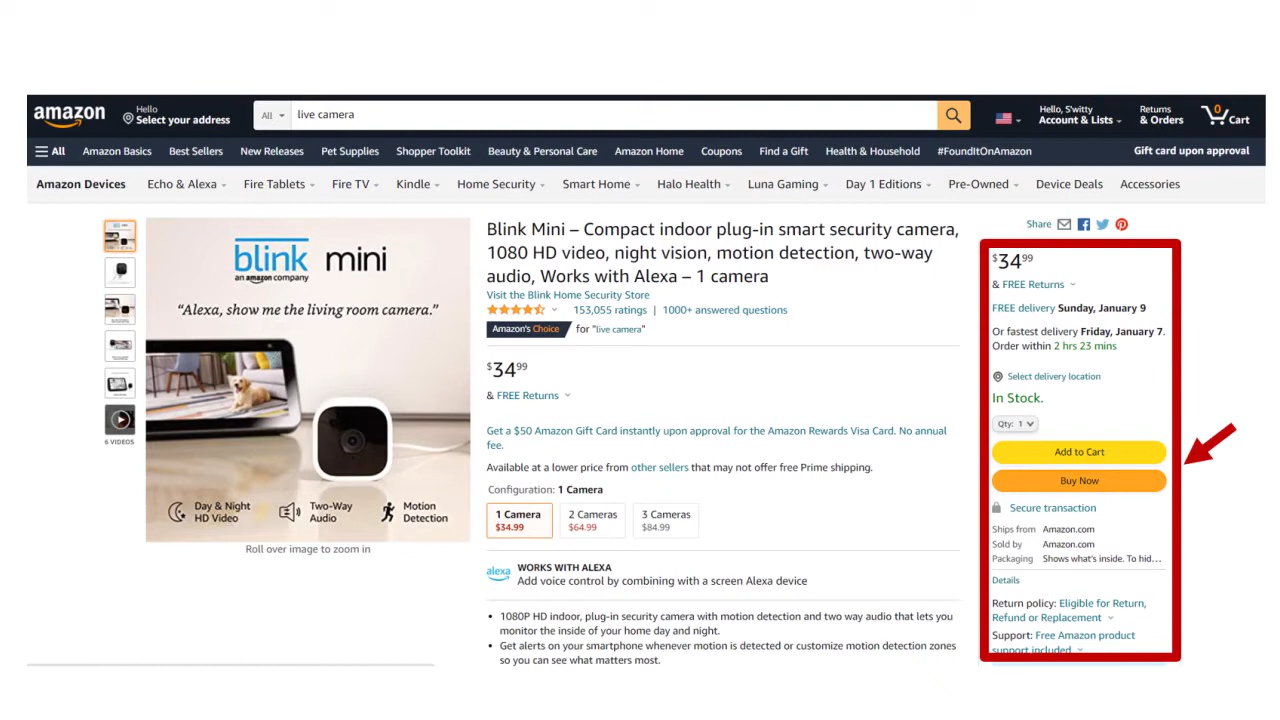 amazon
Hello
Select your address
All
live camera
Hello, S'witty
Account & Lists
Returns
& Orders
0
Cart
All
Amazon Basics
Best Sellers
New Releases
Pet Supplies
Shopper Toolkit
Beauty & Personal Care
Amazon Home
Coupons
Find a Gift
Health & Household
#FoundItOnAmazon
Gift card upon approval
Amazon Devices
Echo & Alexa
Fire Tablets
Fire TV
Kindle
Home Security
Smart Home
Halo Health
Luna Gaming
Day 1 Editions
Pre-Owned
Device Deals
Accessories
6 VIDEOS
blink mini
an amazon company
“Alexa, show me the living room camera.”
Day & Night
HD Video
Two-Way
Audio
Motion
Detection
Roll over image to zoom in
Blink Mini – Compact indoor plug-in smart security camera,
1080 HD video, night vision, motion detection, two-way
audio, Works with Alexa – 1 camera
Visit the Blink Home Security Store
153,055 ratings | 1000+ answered questions
Amazon's Choice for "live camera"
$3499
& FREE Returns
Get a $50 Amazon Gift Card instantly upon approval for the Amazon Rewards Visa Card. No annual
fee.
Available at a lower price from other sellers that may not offer free Prime shipping.
Configuration: 1 Camera
1 Camera
$34.99
2 Cameras
$64.99
3 Cameras
$84.99
alexa
WORKS WITH ALEXA
Add voice control by combining with a screen Alexa device
• 1080P HD indoor, plug-in security camera with motion detection and two way audio that lets you
monitor the inside of your home day and night.
• Get alerts on your smartphone whenever motion is detected or customize motion detection zones
so you can see what matters most.
Share
$3499
& FREE Returns
FREE delivery Sunday, January 9
Or fastest delivery Friday, January 7.
Order within 2 hrs 23 mins
Select delivery location
In Stock.
Qty: 1
Add to Cart
Buy Now
Secure transaction
Ships from Amazon.com
Sold by Amazon.com
Packaging Shows what's inside. To hid…
Details
Return policy: Eligible for Return,
Refund or Replacement
Support: Free Amazon product
support included